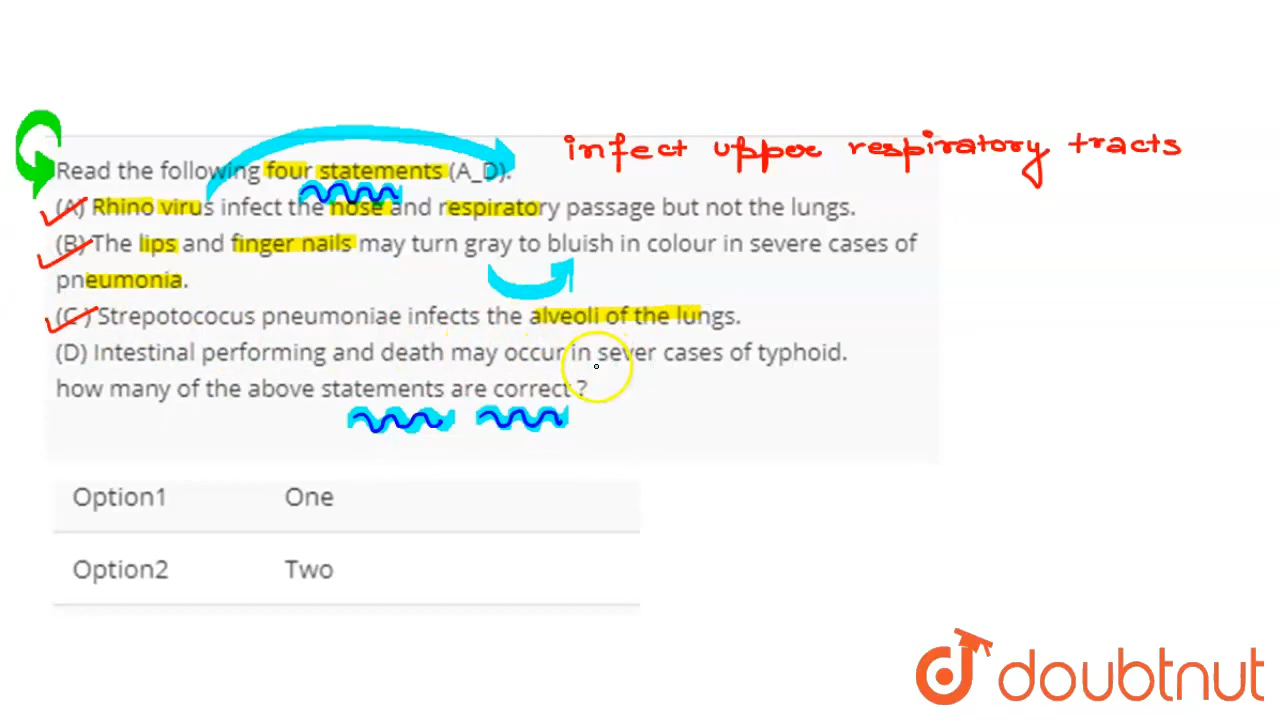 infect upper respiratory tracts
Read the following four statements (A_D).
(A) Rhino virus infect the nose and respiratory passage but not the lungs.
(B) The lips and finger nails may turn gray to bluish in colour in severe cases of
pneumonia.
(C ) Strepotococus pneumoniae infects the alveoli of the lungs.
(D) Intestinal performing and death may occur in sever cases of typhoid.
how many of the above statements are correct ?
Option1 One
Option2 Two
doubtnut